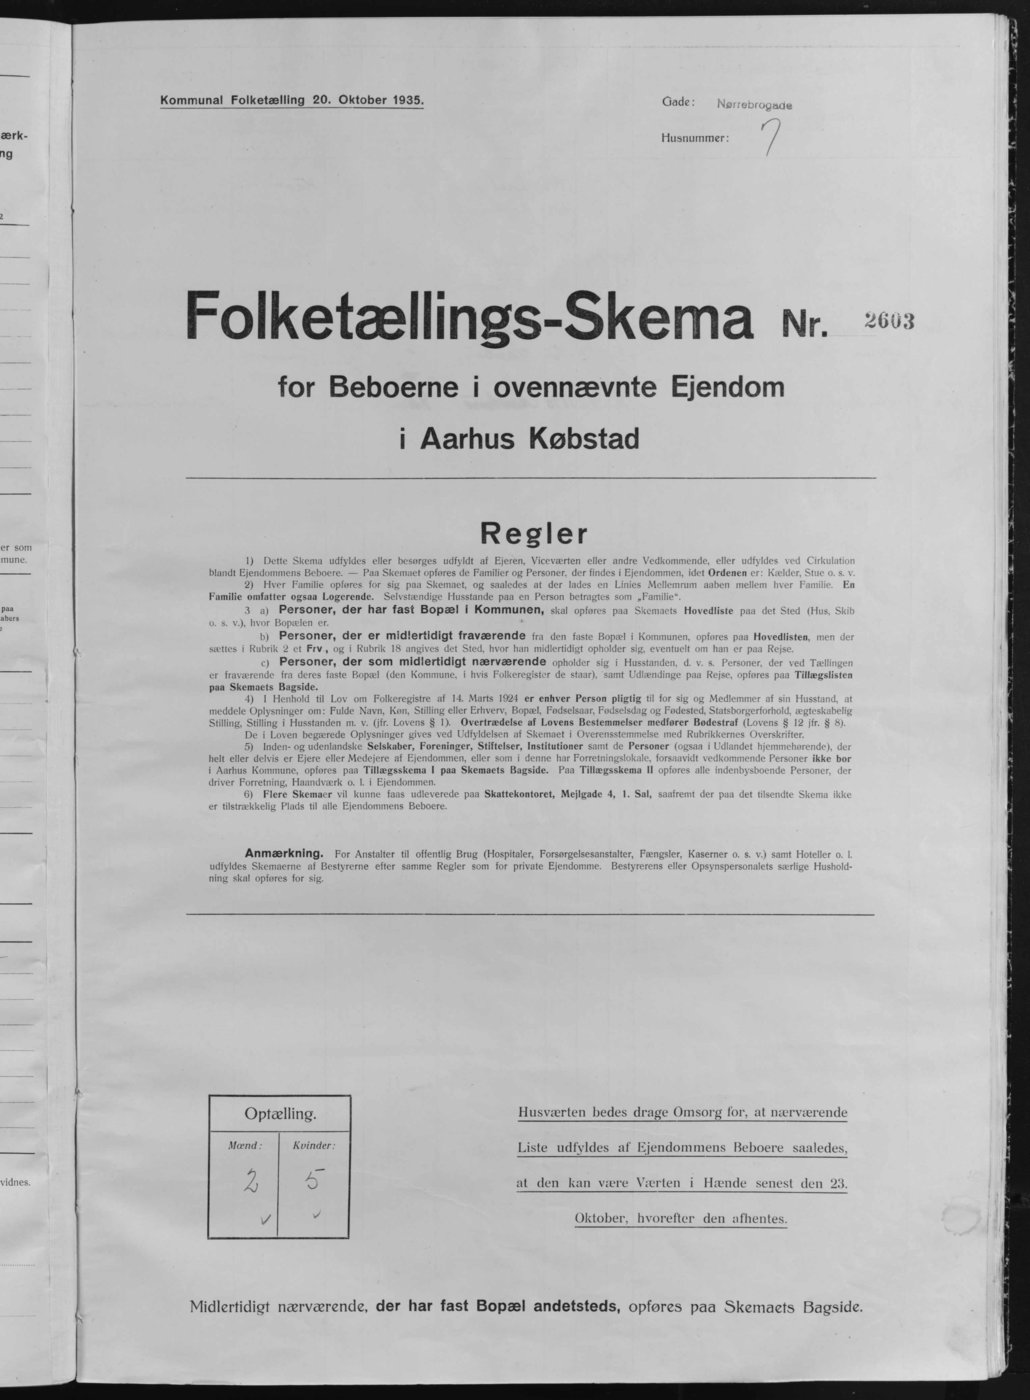 ærk-
ng
2
er som
mune.
paa
abers
e
vidnes.
Kommunal Folketælling 20. Oktober 1935.
Gade: Nørrebrogade
Husnummer: 7
Folketællings-Skema Nr. 2603
for Beboerne i ovennævnte Ejendom
i Aarhus Købstad
Regler
1) Dette Skema udfyldes eller besørges udfyldt af Ejeren, Viceværten eller andre Vedkommende, eller udfyldes ved Cirkulation
blandt Ejendommens Beboere. — Paa Skemaet opføres de Familier og Personer, der findes i Ejendommen, idet Ordenen er: Kælder, Stue o. s. v.
2) Hver Familie opføres for sig paa Skemaet, og saaledes at der lades en Linies Mellemrum aaben mellem hver Familie. En
Familie omfatter ogsaa Logerende. Selvstændige Husstande paa en Person betragtes som „Familie".
3 a) Personer, der har fast Bopæl i Kommunen, skal opføres paa Skemaets Hovedliste paa det Sted (Hus, Skib
o. s. v.), hvor Bopælen er.
b) Personer, der er midlertidigt fraværende fra den faste Bopæl i Kommunen, opføres paa Hovedlisten, men der
sættes i Rubrik 2 et Frv., og i Rubrik 18 angives det Sted, hvor han midlertidigt opholder sig, eventuelt om han er paa Rejse.
c) Personer, der som midlertidigt nærværende opholder sig i Husstanden, d. v. s. Personer, der ved Tællingen
er fraværende fra deres faste Bopæl (den Kommune, i hvis Folkeregister de staar), samt Udlændinge paa Rejse, opføres paa Tillægslisten
paa Skemaets Bagside.
4) I Henhold til Lov om Folkeregistre af 14. Marts 1924 er enhver Person pligtig til for sig og Medlemmer af sin Husstand, at
meddele Oplysninger om: Fulde Navn, Køn, Stilling eller Erhverv, Bopæl, Fødselsaar, Fødselsdag og Fødested, Statsborgerforhold, ægteskabelig
Stilling, Stilling i Husstanden m. v. (jfr. Lovens § 1). Overtrædelse af Lovens Bestemmelser medfører Bødestraf (Lovens § 12 jfr. § 8).
De i Loven begærede Oplysninger gives ved Udfyldelsen af Skemaet i Overensstemmelse med Rubrikkernes Overskrifter.
5) Inden- og udenlandske Selskaber, Foreninger, Stiftelser, Institutioner samt de Personer (ogsaa i Udlandet hjemmehørende), der
helt eller delvis er Ejere eller Medejere af Ejendommen, eller som i denne har Forretningslokale, forsaavidt vedkommende Personer ikke bor
i Aarhus Kommune, opføres paa Tillægsskema I paa Skemaets Bagside. Paa Tillægsskema II opføres alle indenbysboende Personer, der
driver Forretning, Haandværk o. l. i Ejendommen.
6) Flere Skemaer vil kunne faas udleverede paa Skattekontoret, Mejlgade 4, 1. Sal, saafremt der paa det tilsendte Skema ikke
er tilstrækkelig Plads til alle Ejendommens Beboere.
Anmærkning. For Anstalter til offentlig Brug (Hospitaler, Forsørgelsesanstalter, Fængsler, Kaserner o. s. v.) samt Hoteller o. l.
udfyldes Skemaerne af Bestyrerne efter samme Regler som for private Ejendomme. Bestyrerens eller Opsynspersonalets særlige Hushold-
ning skal opføres for sig.
Optælling.
Mænd: Kvinder:
2 5
Husværten bedes drage Omsorg for, at nærværende
Liste udfyldes af Ejendommens Beboere saaledes,
at den kan være Værten i Hænde senest den 23.
Oktober, hvorefter den afhentes.
Midlertidigt nærværende, der har fast Bopæl andetsteds, opføres paa Skemaets Bagside.